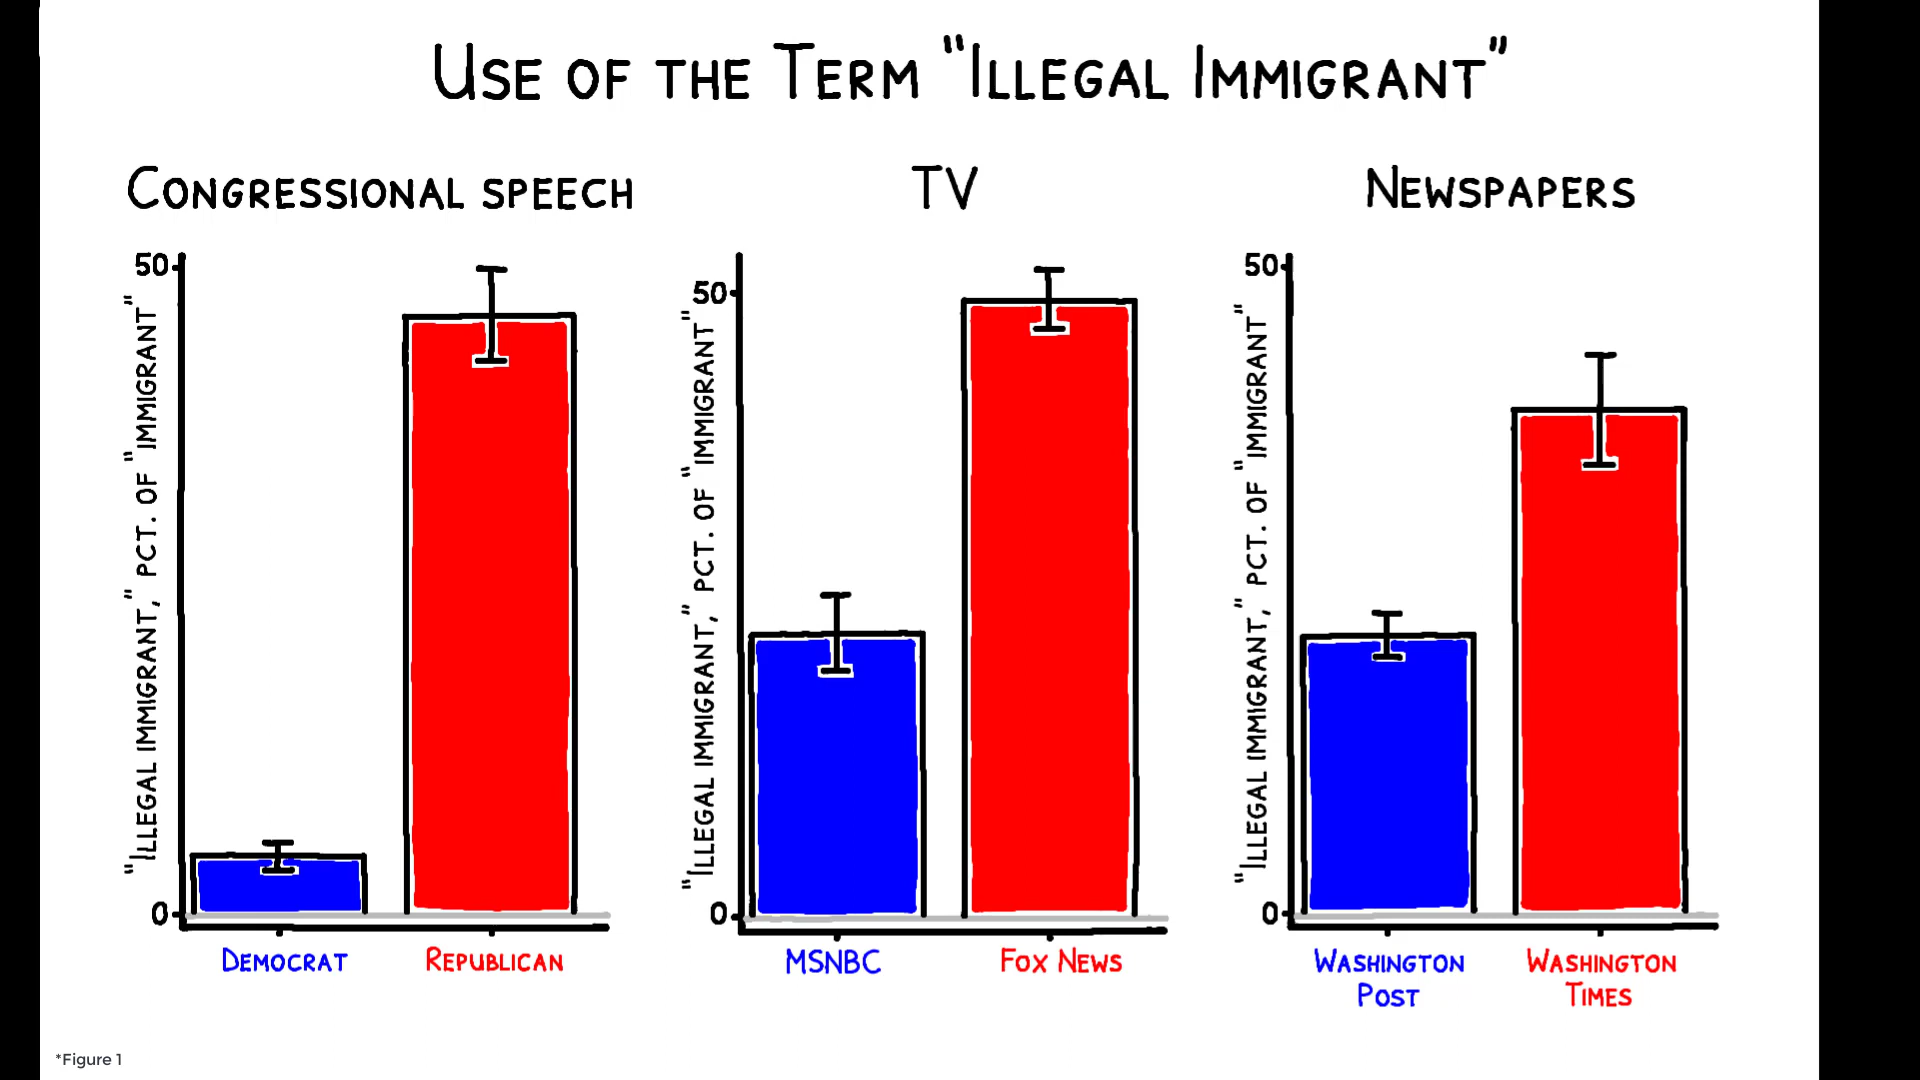 Use of the Term "Illegal Immigrant"
Congressional speech
50
"Illegal immigrant," pct. of "immigrant"
0
Democrat
Republican
TV
50
"Illegal immigrant," pct. of "immigrant"
0
MSNBC
Fox News
Newspapers
50
"Illegal immigrant," pct. of "immigrant"
0
Washington
Post
Washington
Times
*Figure 1